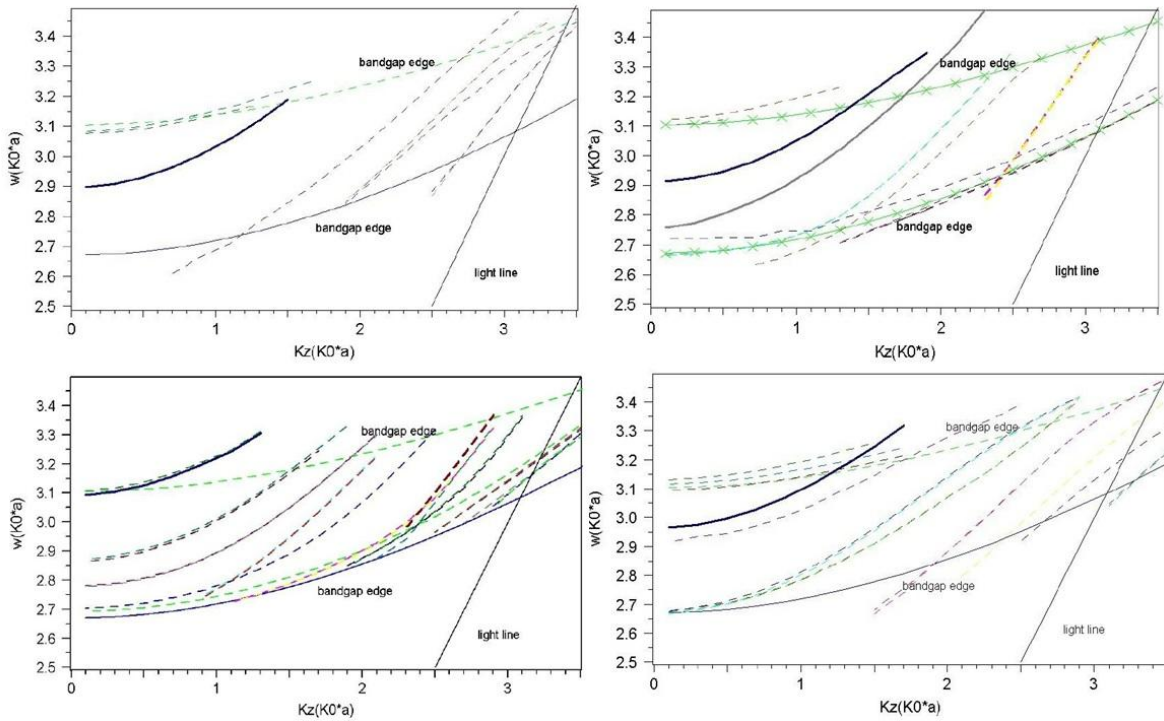 3.4
3.3
3.2
3.1
3.0
2.9
2.8
2.7
2.6
2.5
w(K0*a)
bandgap edge
bandgap edge
light line
0
1
2
3
Kz(K0*a)
3.4
3.3
3.2
3.1
3.0
2.9
2.8
2.7
2.6
2.5
w(K0*a)
bandgap edge
bandgap edge
light line
0
1
2
3
Kz(K0*a)
3.4
3.3
3.2
3.1
3.0
2.9
2.8
2.7
2.6
2.5
w(K0*a)
bandgap edge
bandgap edge
light line
0
1
2
3
Kz(K0*a)
3.4
3.3
3.2
3.1
3.0
2.9
2.8
2.7
2.6
2.5
w(K0*a)
bandgap edge
bandgap edge
light line
0
1
2
3
Kz(K0*a)